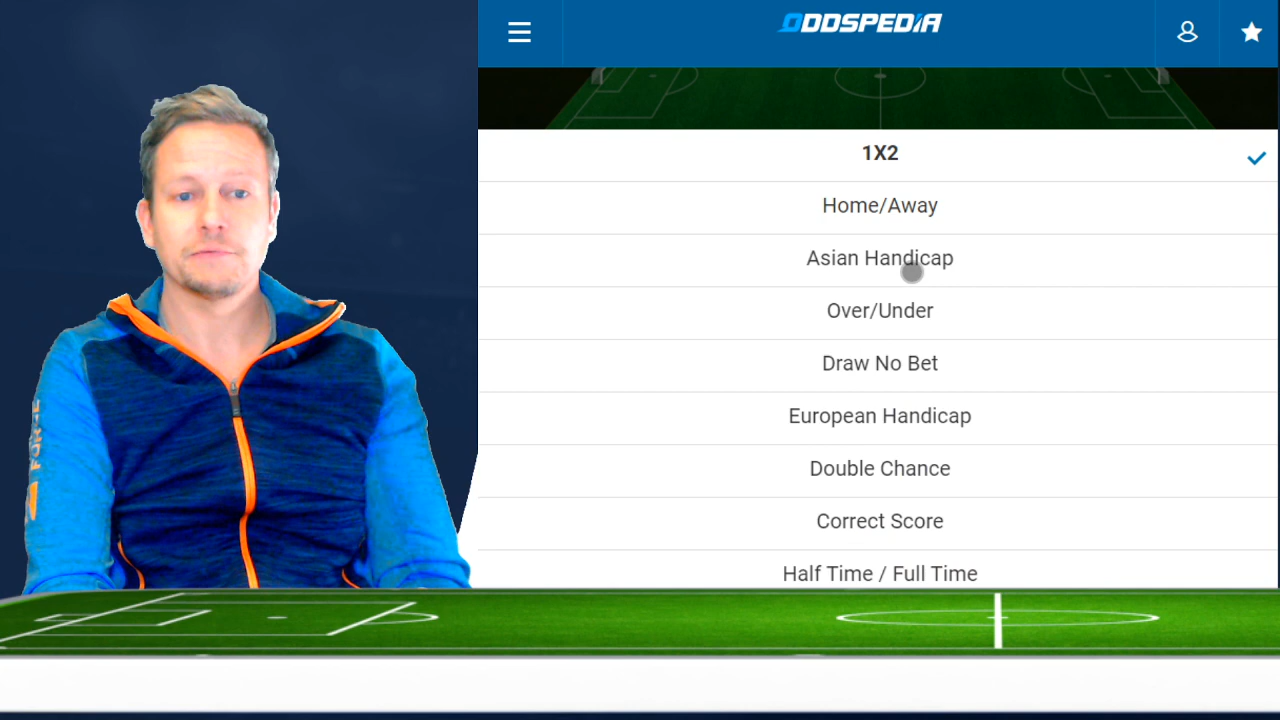 ODDSPEDIA
1X2
Home/Away
Asian Handicap
Over/Under
Draw No Bet
European Handicap
Double Chance
Correct Score
Half Time / Full Time